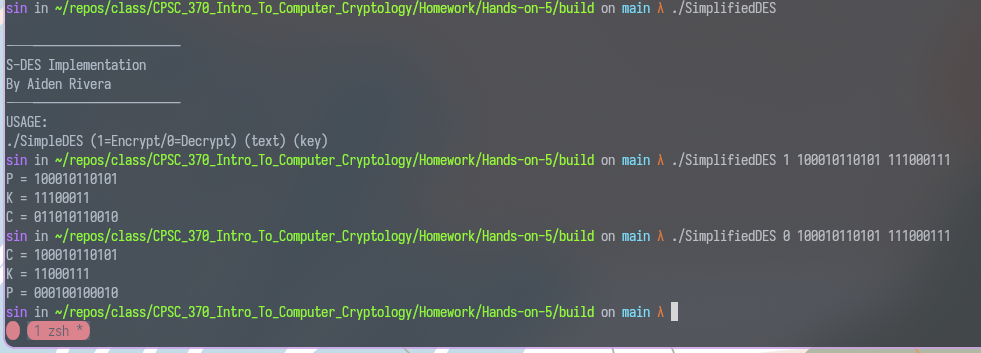 sin in ~/repos/class/CPSC_370_Intro_To_Computer_Cryptology/Homework/Hands-on-5/build on main λ ./SimplifiedDES
S-DES Implementation
By Aiden Rivera
USAGE:
./SimpleDES (1=Encrypt/0=Decrypt) (text) (key)
sin in ~/repos/class/CPSC_370_Intro_To_Computer_Cryptology/Homework/Hands-on-5/build on main λ ./SimplifiedDES 1 100010110101 111000111
P = 100010110101
K = 11100011
C = 011010110010
sin in ~/repos/class/CPSC_370_Intro_To_Computer_Cryptology/Homework/Hands-on-5/build on main λ ./SimplifiedDES 0 100010110101 111000111
C = 100010110101
K = 11000111
P = 000100100010
sin in ~/repos/class/CPSC_370_Intro_To_Computer_Cryptology/Homework/Hands-on-5/build on main λ
1 zsh *